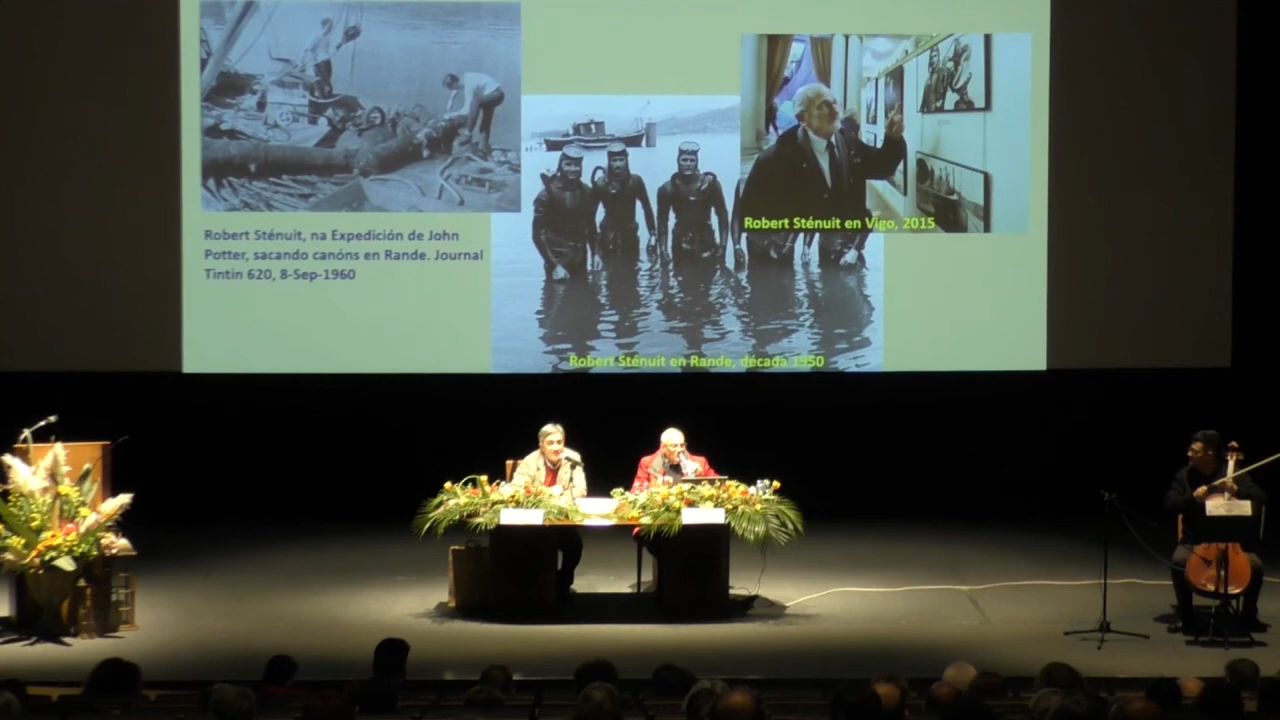 Robert Sténuit, na Expedición de John
Potter, sacando canóns en Rande. Journal
Tintin 620, 8-Sep-1960
Robert Sténuit en Vigo, 2015
Robert Sténuit en Rande, década 1950